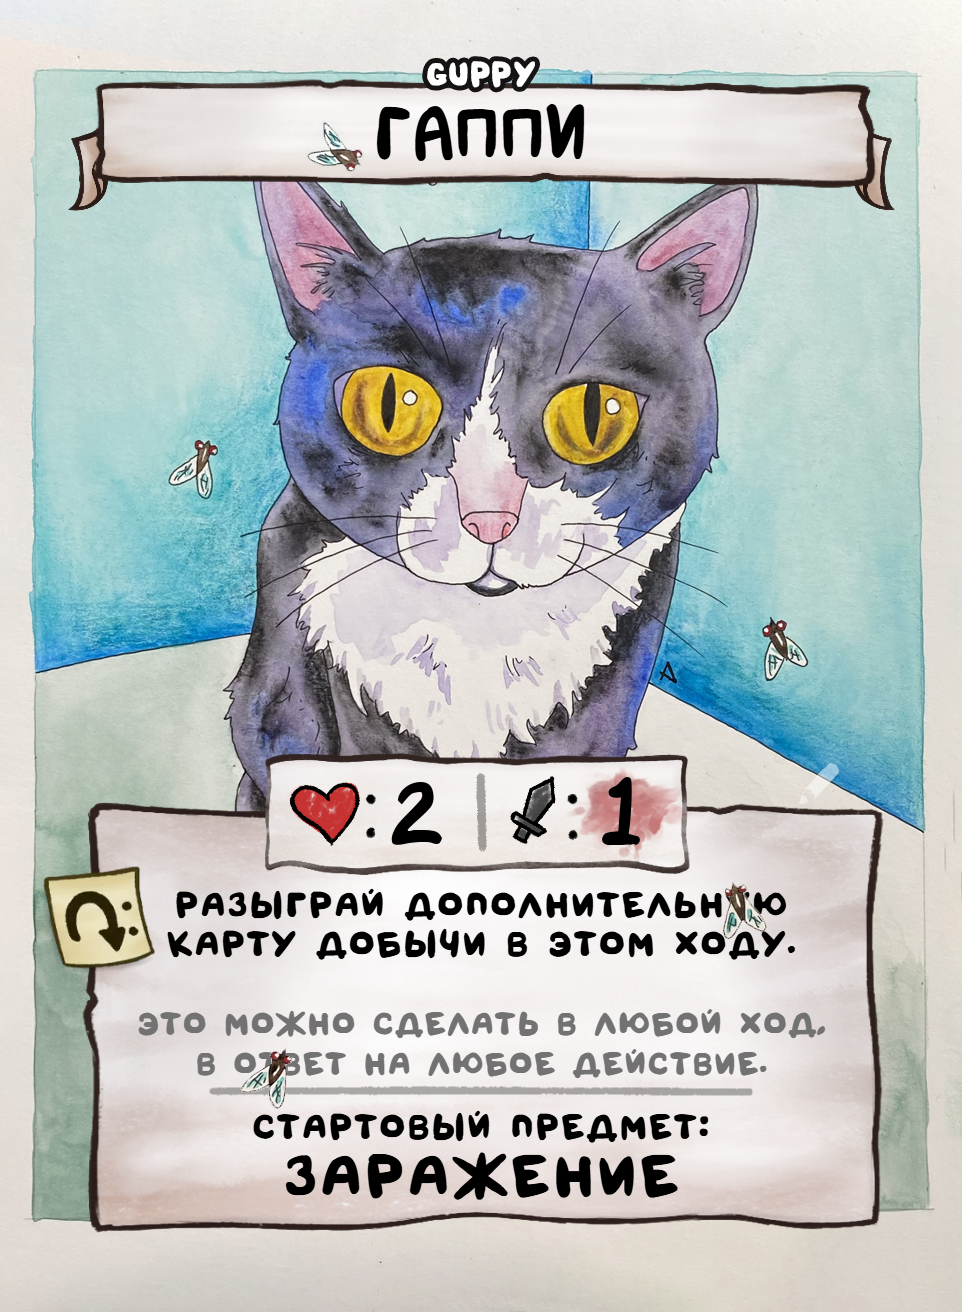 GUPPY
ГАППИ
:2 | :1
РАЗЫГРАЙ ДОПОЛНИТЕЛЬНУЮ
КАРТУ ДОБЫЧИ В ЭТОМ ХОДУ.
ЭТО МОЖНО СДЕЛАТЬ В ЛЮБОЙ ХОД,
В ОТВЕТ НА ЛЮБОЕ ДЕЙСТВИЕ.
СТАРТОВЫЙ ПРЕДМЕТ:
ЗАРАЖЕНИЕ